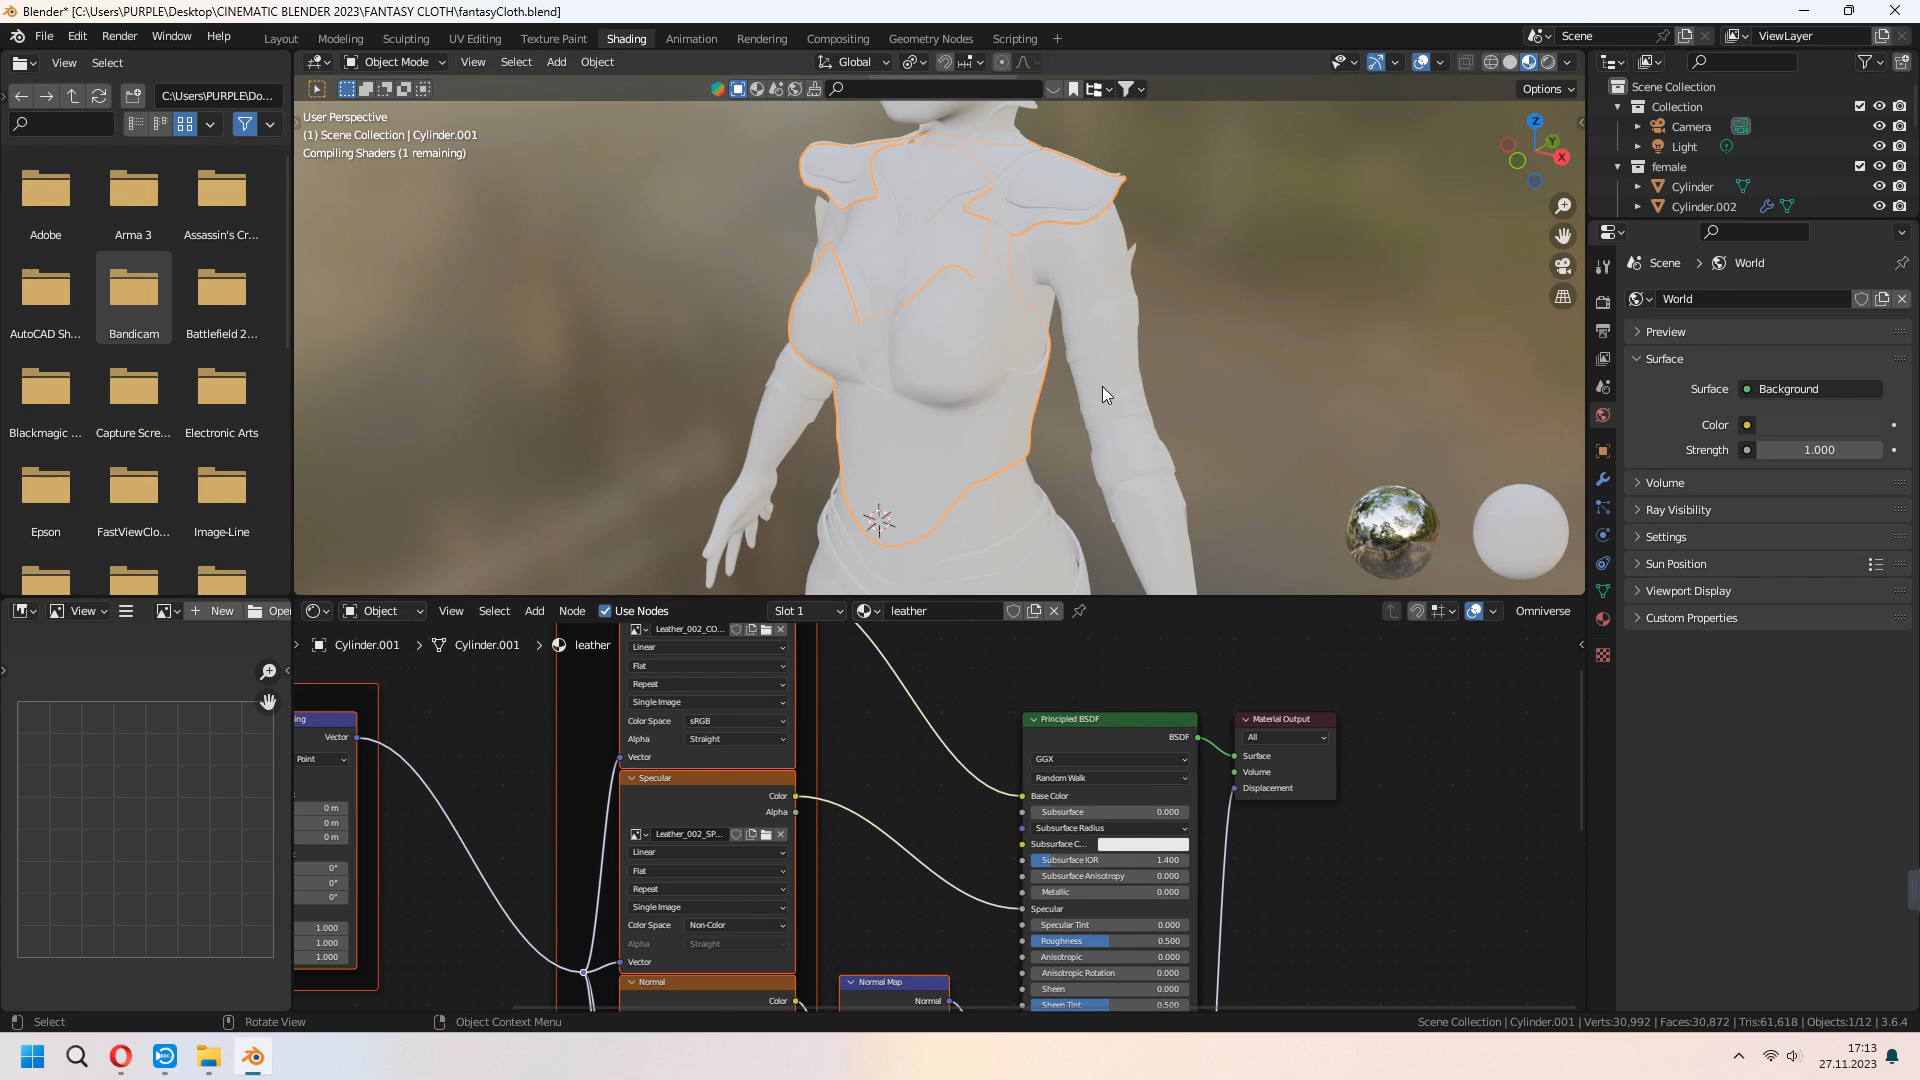 Blender* [C:\Users\PURPLE\Desktop\CINEMATIC BLENDER 2023\FANTASY CLOTH\fantasyCloth.blend]
File Edit Render Window Help
Layout Modeling Sculpting UV Editing Texture Paint Shading Animation Rendering Compositing Geometry Nodes Scripting +
Scene
ViewLayer
View Select
C:\Users\PURPLE\Do...
Adobe
Arma 3
Assassin's Cr...
AutoCAD Sh...
Bandicam
Battlefield 2...
Blackmagic ...
Capture Scre...
Electronic Arts
Epson
FastViewClo...
Image-Line
Object Mode View Select Add Object
Global
Options
User Perspective
(1) Scene Collection | Cylinder.001
Compiling Shaders (1 remaining)
Z
Y
X
Scene Collection
Collection
Camera
Light
female
Cylinder
Cylinder.002
Scene > World
World
Preview
Surface
Surface Background
Color
Strength 1.000
Volume
Ray Visibility
Settings
Sun Position
Viewport Display
Custom Properties
View New Open
Object View Select Add Node Use Nodes Slot 1 leather Omniverse
Cylinder.001 > Cylinder.001 > leather
ing
Vector
Point
0 m
0 m
0 m
0°
0°
0°
1.000
1.000
1.000
Leather_002_CO...
Linear
Flat
Repeat
Single Image
Color Space sRGB
Alpha Straight
Vector
Specular
Color
Alpha
Leather_002_SP...
Linear
Flat
Repeat
Single Image
Color Space Non-Color
Alpha Straight
Vector
Normal
Color
Normal Map
Normal
Principled BSDF
BSDF
GGX
Random Walk
Base Color
Subsurface 0.000
Subsurface Radius
Subsurface C...
Subsurface IOR 1.400
Subsurface Anisotropy 0.000
Metallic 0.000
Specular
Specular Tint 0.000
Roughness 0.500
Anisotropic 0.000
Anisotropic Rotation 0.000
Sheen 0.000
Sheen Tint 0.500
Material Output
All
Surface
Volume
Displacement
Select
Rotate View
Object Context Menu
Scene Collection | Cylinder.001 | Verts:30,992 | Faces:30,872 | Tris:61,618 | Objects:1/12 | 3.6.4
17:13
27.11.2023